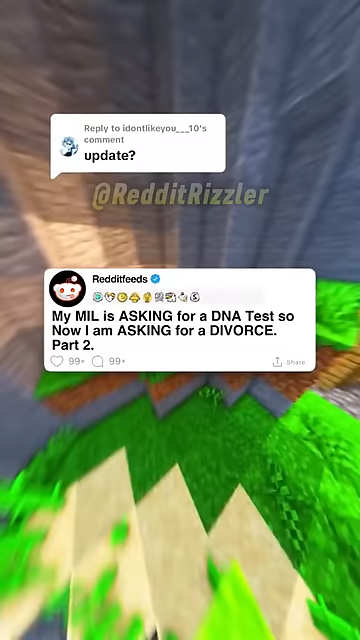 Reply to idontlikeyou___10's
comment
update?
@RedditRizzler
Redditfeeds
My MIL is ASKING for a DNA Test so
Now I am ASKING for a DIVORCE.
Part 2.
99+ 99+ Share